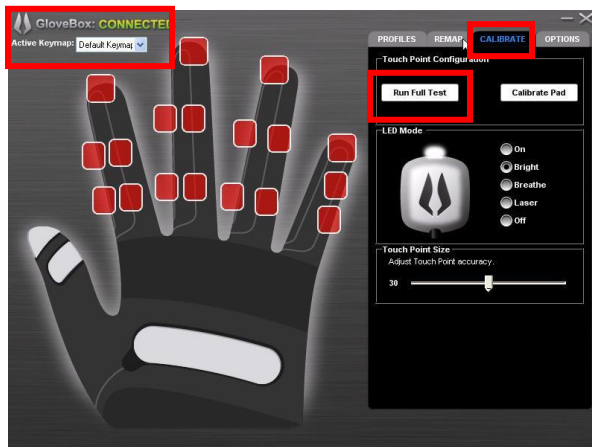 GloveBox: CONNECTED
Active Keymap: Default Keymap
PROFILES REMAP CALIBRATE OPTIONS
Touch Point Configuration
Run Full Test Calibrate Pad
LED Mode
On
Bright
Breathe
Laser
Off
Touch Point Size
Adjust Touch Point accuracy.
30